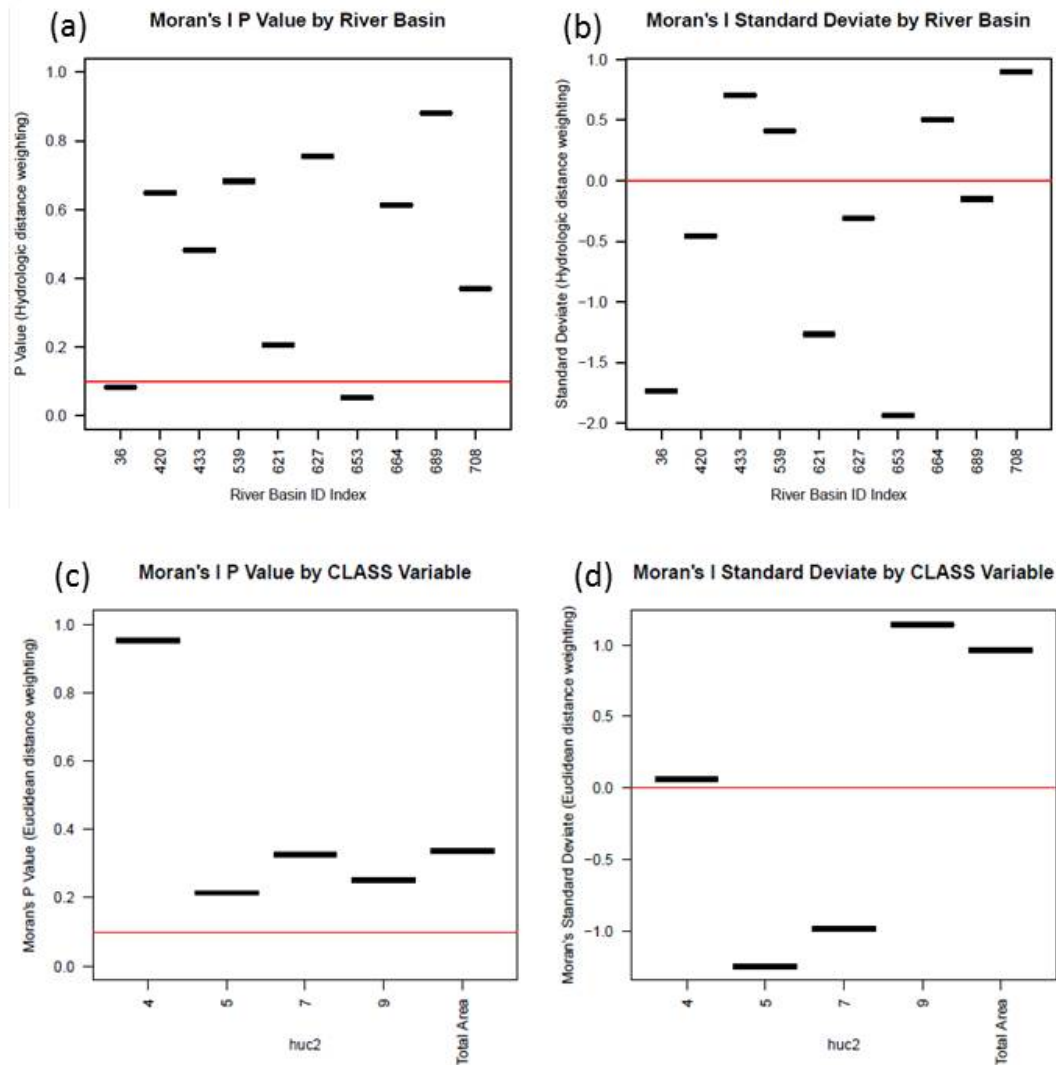 (a) Moran's I P Value by River Basin
P Value (Hydrologic distance weighting)
1.0
0.8
0.6
0.4
0.2
0.0
36 420 433 539 621 627 653 664 689 708
River Basin ID Index
(b) Moran's I Standard Deviate by River Basin
Standard Deviate (Hydrologic distance weighting)
1.0
0.5
0.0
−0.5
−1.0
−1.5
−2.0
36 420 433 539 621 627 653 664 689 708
River Basin ID Index
(c) Moran's I P Value by CLASS Variable
Moran's P Value (Euclidean distance weighting)
1.0
0.8
0.6
0.4
0.2
0.0
4 5 7 9 Total Area
huc2
(d) Moran's I Standard Deviate by CLASS Variable
Moran's Standard Deviate (Euclidean distance weighting)
1.0
0.5
0.0
−0.5
−1.0
4 5 7 9 Total Area
huc2